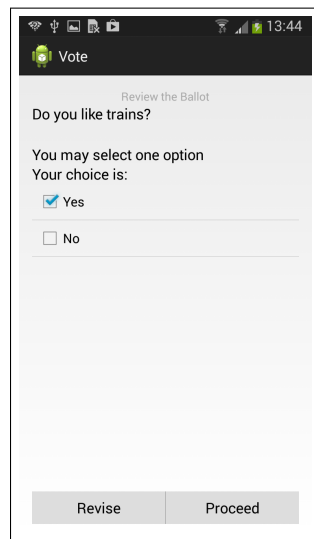 13:44
Vote
Review the Ballot
Do you like trains?
You may select one option
Your choice is:
Yes
No
Revise
Proceed